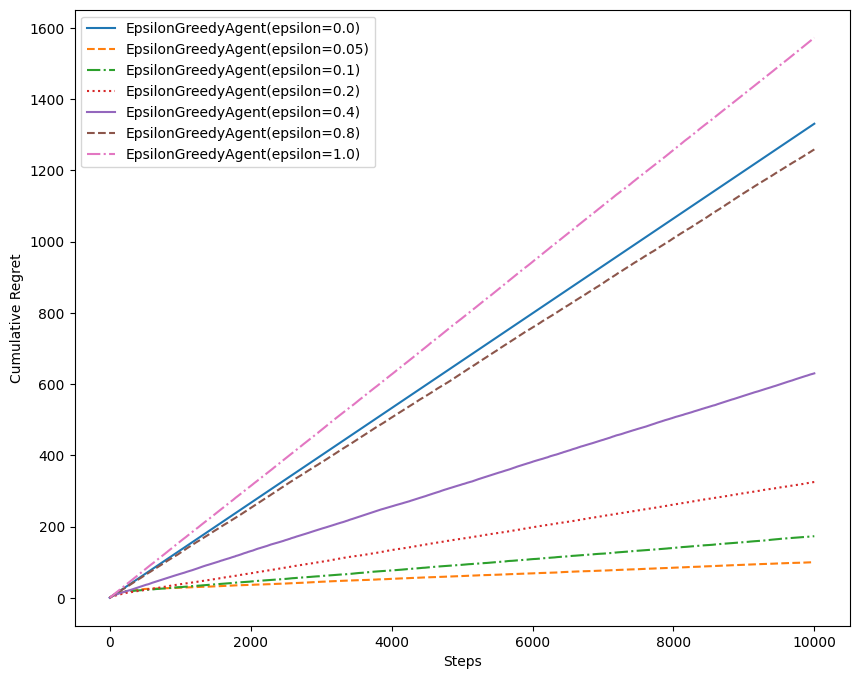 EpsilonGreedyAgent(epsilon=0.0)
EpsilonGreedyAgent(epsilon=0.05)
EpsilonGreedyAgent(epsilon=0.1)
EpsilonGreedyAgent(epsilon=0.2)
EpsilonGreedyAgent(epsilon=0.4)
EpsilonGreedyAgent(epsilon=0.8)
EpsilonGreedyAgent(epsilon=1.0)
1600
1400
1200
1000
800
600
400
200
0
Cumulative Regret
0 2000 4000 6000 8000 10000
Steps